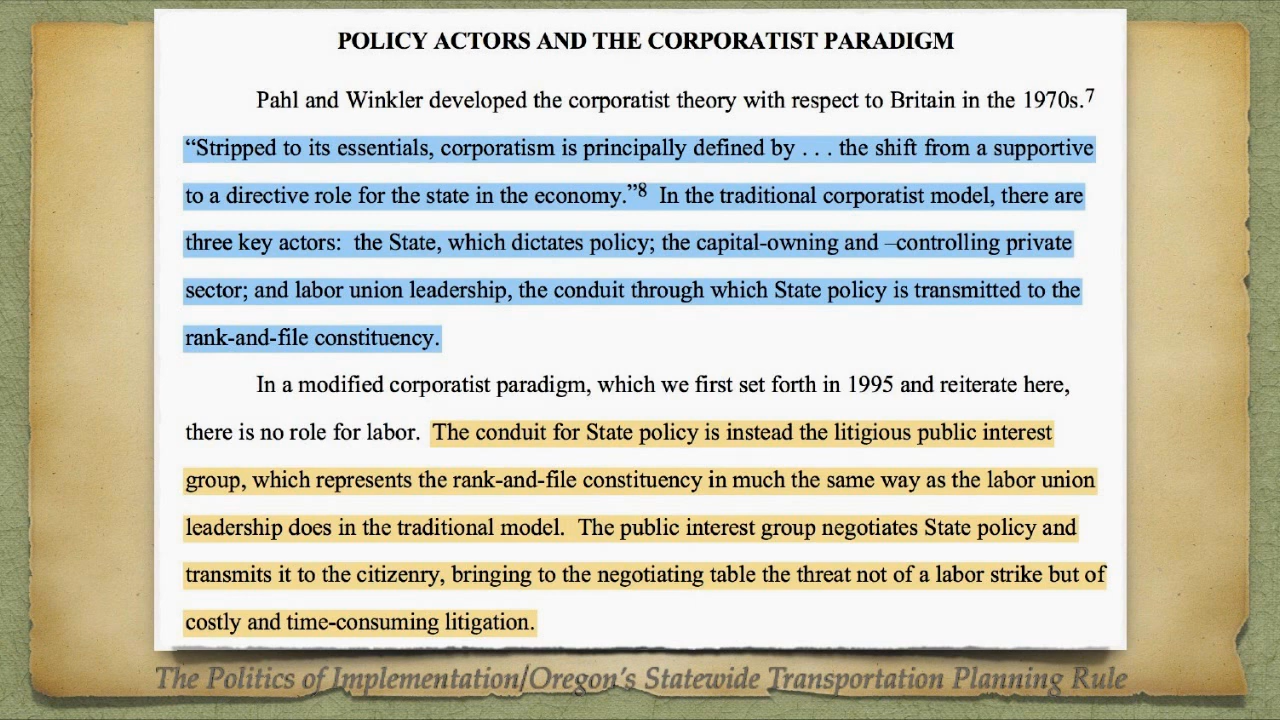 POLICY ACTORS AND THE CORPORATIST PARADIGM
Pahl and Winkler developed the corporatist theory with respect to Britain in the 1970s.7
“Stripped to its essentials, corporatism is principally defined by . . . the shift from a supportive
to a directive role for the state in the economy.”8 In the traditional corporatist model, there are
three key actors: the State, which dictates policy; the capital-owning and –controlling private
sector; and labor union leadership, the conduit through which State policy is transmitted to the
rank-and-file constituency.
In a modified corporatist paradigm, which we first set forth in 1995 and reiterate here,
there is no role for labor. The conduit for State policy is instead the litigious public interest
group, which represents the rank-and-file constituency in much the same way as the labor union
leadership does in the traditional model. The public interest group negotiates State policy and
transmits it to the citizenry, bringing to the negotiating table the threat not of a labor strike but of
costly and time-consuming litigation.
The Politics of Implementation/Oregon’s Statewide Transportation Planning Rule